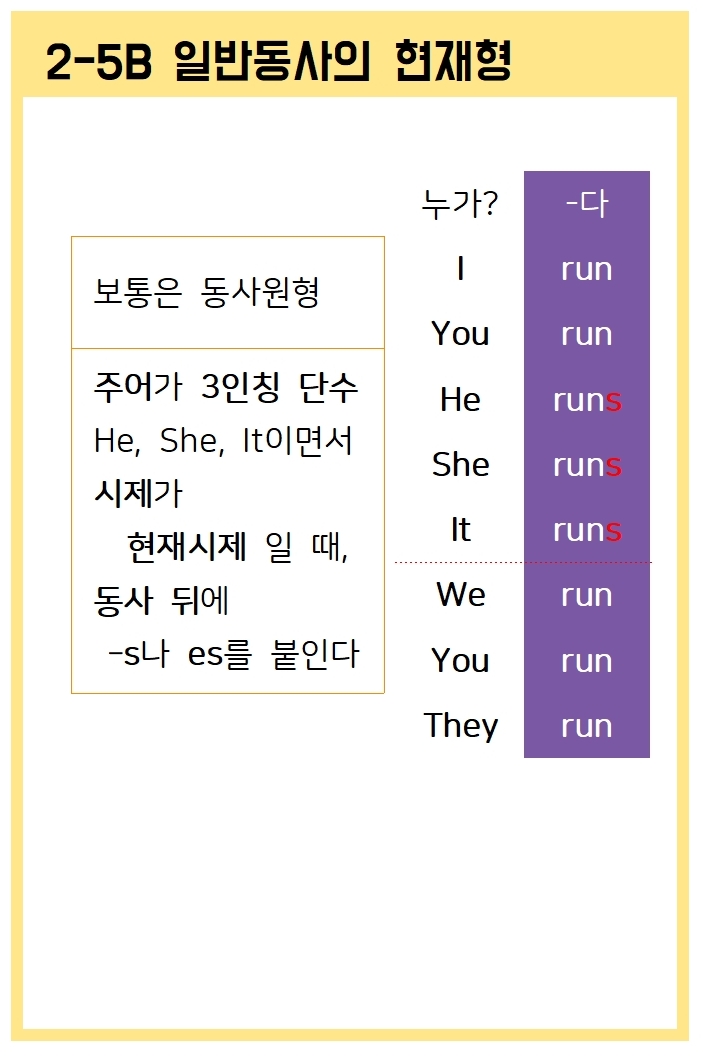 2-5B 일반동사의 현재형
보통은 동사원형
주어가 3인칭 단수
He, She, It이면서
시제가
현재시제 일 때,
동사 뒤에
-s나 es를 붙인다
누가? -다
I run
You run
He runs
She runs
It runs
We run
You run
They run